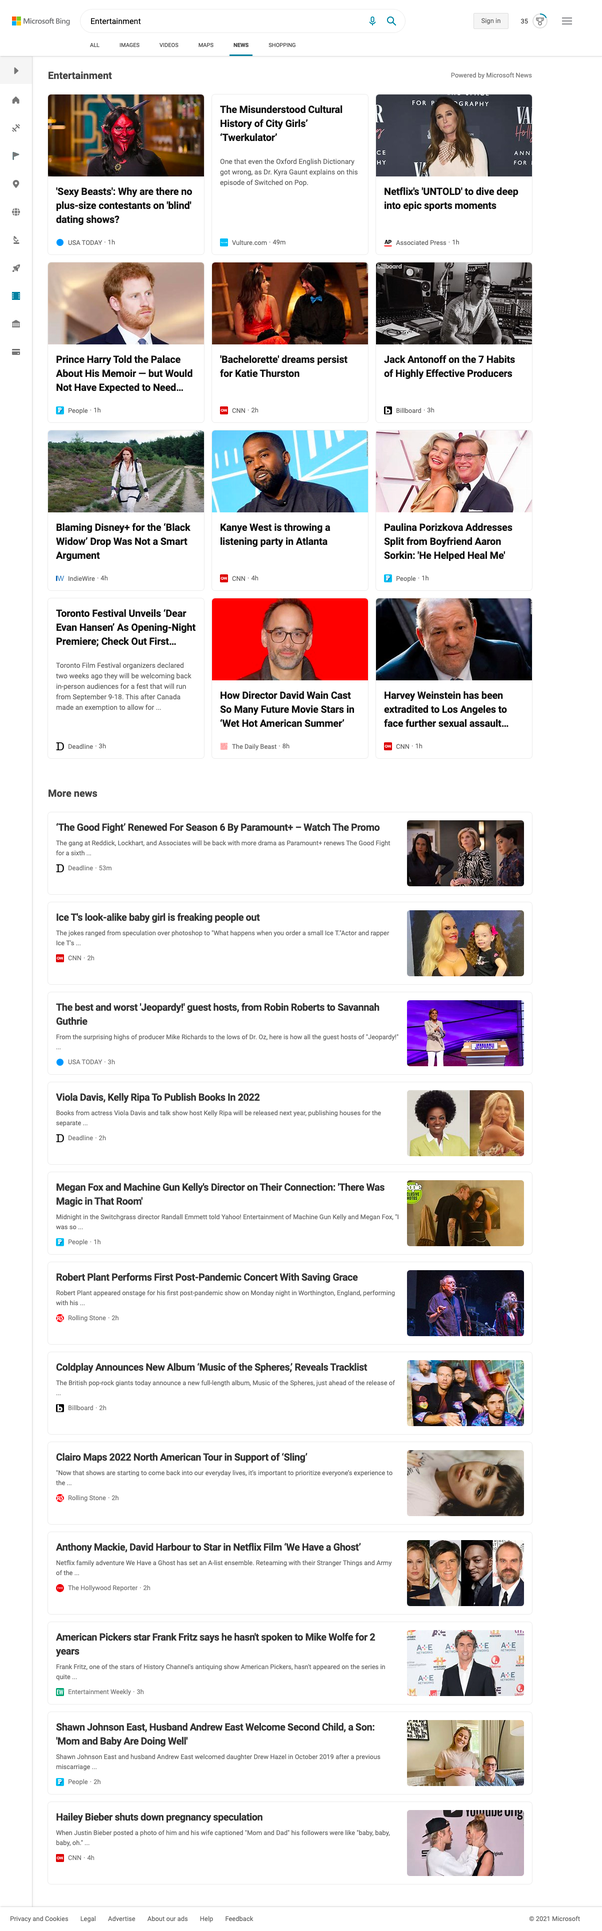 Microsoft Bing
Entertainment
Sign in
35
ALL
IMAGES
VIDEOS
MAPS
NEWS
SHOPPING
Entertainment
Powered by Microsoft News
'Sexy Beasts': Why are there no
plus-size contestants on 'blind'
dating shows?
USA TODAY · 1h
The Misunderstood Cultural
History of City Girls'
'Twerkulator'
One that even the Oxford English Dictionary
got wrong, as Dr. Kyra Gaunt explains on this
episode of Switched on Pop.
Vulture.com · 49m
FOR PHOTOGRAPHY
Netflix's 'UNTOLD' to dive deep
into epic sports moments
AP Associated Press · 1h
Prince Harry Told the Palace
About His Memoir — but Would
Not Have Expected to Need...
People · 1h
'Bachelorette' dreams persist
for Katie Thurston
CNN · 2h
billboard
Jack Antonoff on the 7 Habits
of Highly Effective Producers
Billboard · 3h
Blaming Disney+ for the 'Black
Widow' Drop Was Not a Smart
Argument
IW IndieWire · 4h
Kanye West is throwing a
listening party in Atlanta
CNN · 4h
Paulina Porizkova Addresses
Split from Boyfriend Aaron
Sorkin: 'He Helped Heal Me'
People · 1h
Toronto Festival Unveils 'Dear
Evan Hansen' As Opening-Night
Premiere; Check Out First...
Toronto Film Festival organizers declared
two weeks ago they will be welcoming back
in-person audiences for a fest that will run
from September 9-18. This after Canada
made an exemption to allow for ...
Deadline · 3h
How Director David Wain Cast
So Many Future Movie Stars in
'Wet Hot American Summer'
The Daily Beast · 8h
Harvey Weinstein has been
extradited to Los Angeles to
face further sexual assault...
CNN · 1h
More news
'The Good Fight' Renewed For Season 6 By Paramount+ – Watch The Promo
The gang at Reddick, Lockhart, and Associates will be back with more drama as Paramount+ renews The Good Fight
for a sixth ...
Deadline · 53m
Ice T's look-alike baby girl is freaking people out
The jokes ranged from speculation over photoshop to "What happens when you order a small Ice T."Actor and rapper
Ice T's ...
CNN · 2h
The best and worst 'Jeopardy!' guest hosts, from Robin Roberts to Savannah
Guthrie
From the surprising highs of producer Mike Richards to the lows of Dr. Oz, here is how all the guest hosts of "Jeopardy!"
...
USA TODAY · 3h
Viola Davis, Kelly Ripa To Publish Books In 2022
Books from actress Viola Davis and talk show host Kelly Ripa will be released next year, publishing houses for the
separate ...
Deadline · 2h
Megan Fox and Machine Gun Kelly's Director on Their Connection: 'There Was
Magic in That Room'
Midnight in the Switchgrass director Randall Emmett told Yahoo! Entertainment of Machine Gun Kelly and Megan Fox, "I
was so ...
People · 1h
Robert Plant Performs First Post-Pandemic Concert With Saving Grace
Robert Plant appeared onstage for his first post-pandemic show on Monday night in Worthington, England, performing
with his ...
Rolling Stone · 2h
Coldplay Announces New Album 'Music of the Spheres,' Reveals Tracklist
The British pop-rock giants today announce a new full-length album, Music of the Spheres, just ahead of the release of
...
Billboard · 2h
Clairo Maps 2022 North American Tour in Support of 'Sling'
"Now that shows are starting to come back into our everyday lives, it's important to prioritize everyone's experience to
the ...
Rolling Stone · 2h
Anthony Mackie, David Harbour to Star in Netflix Film 'We Have a Ghost'
Netflix family adventure We Have a Ghost has set an A-list ensemble. Reteaming with their Stranger Things and Army
of the ...
The Hollywood Reporter · 2h
American Pickers star Frank Fritz says he hasn't spoken to Mike Wolfe for 2
years
Frank Fritz, one of the stars of History Channel's antiquing show American Pickers, hasn't appeared on the series in
quite ...
Entertainment Weekly · 3h
Shawn Johnson East, Husband Andrew East Welcome Second Child, a Son:
'Mom and Baby Are Doing Well'
Shawn Johnson East and husband Andrew East welcomed daughter Drew Hazel in October 2019 after a previous
miscarriage ...
People · 2h
Hailey Bieber shuts down pregnancy speculation
When Justin Bieber posted a photo of him and his wife captioned "Mom and Dad" his followers were like "baby, baby,
baby, oh." ...
CNN · 4h
YouTube Orig
Privacy and Cookies
Legal
Advertise
About our ads
Help
Feedback
© 2021 Microsoft